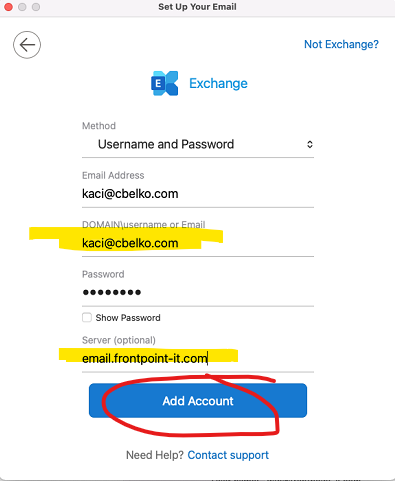 Set Up Your Email
Not Exchange?
E Exchange
Method
Username and Password
Email Address
kaci@cbelko.com
DOMAIN\username or Email
kaci@cbelko.com
Password
●●●●●●●●
Show Password
Server (optional)
email.frontpoint-it.com
Add Account
Need Help? Contact support